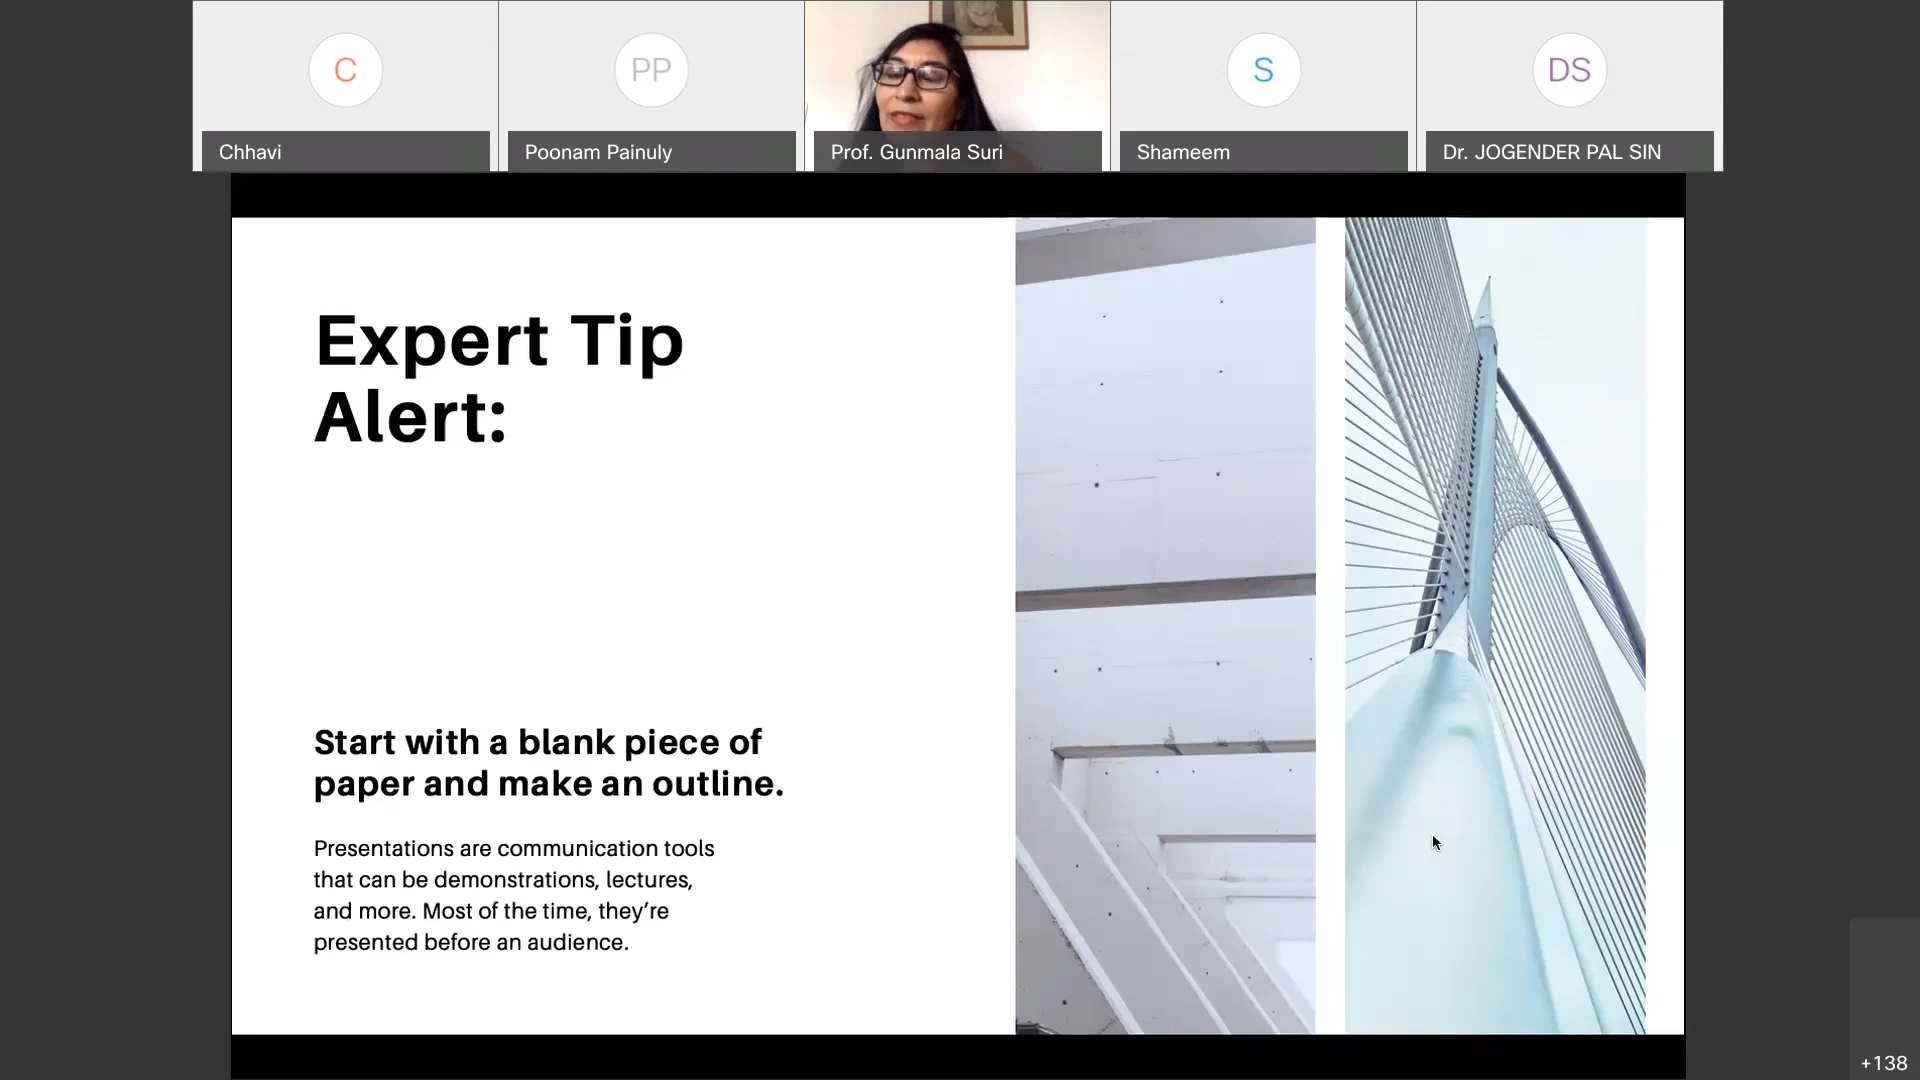 C
PP
S
DS
Chhavi
Poonam Painuly
Prof. Gunmala Suri
Shameem
Dr. JOGENDER PAL SIN
Expert Tip
Alert:
Start with a blank piece of
paper and make an outline.
Presentations are communication tools
that can be demonstrations, lectures,
and more. Most of the time, they’re
presented before an audience.
+138